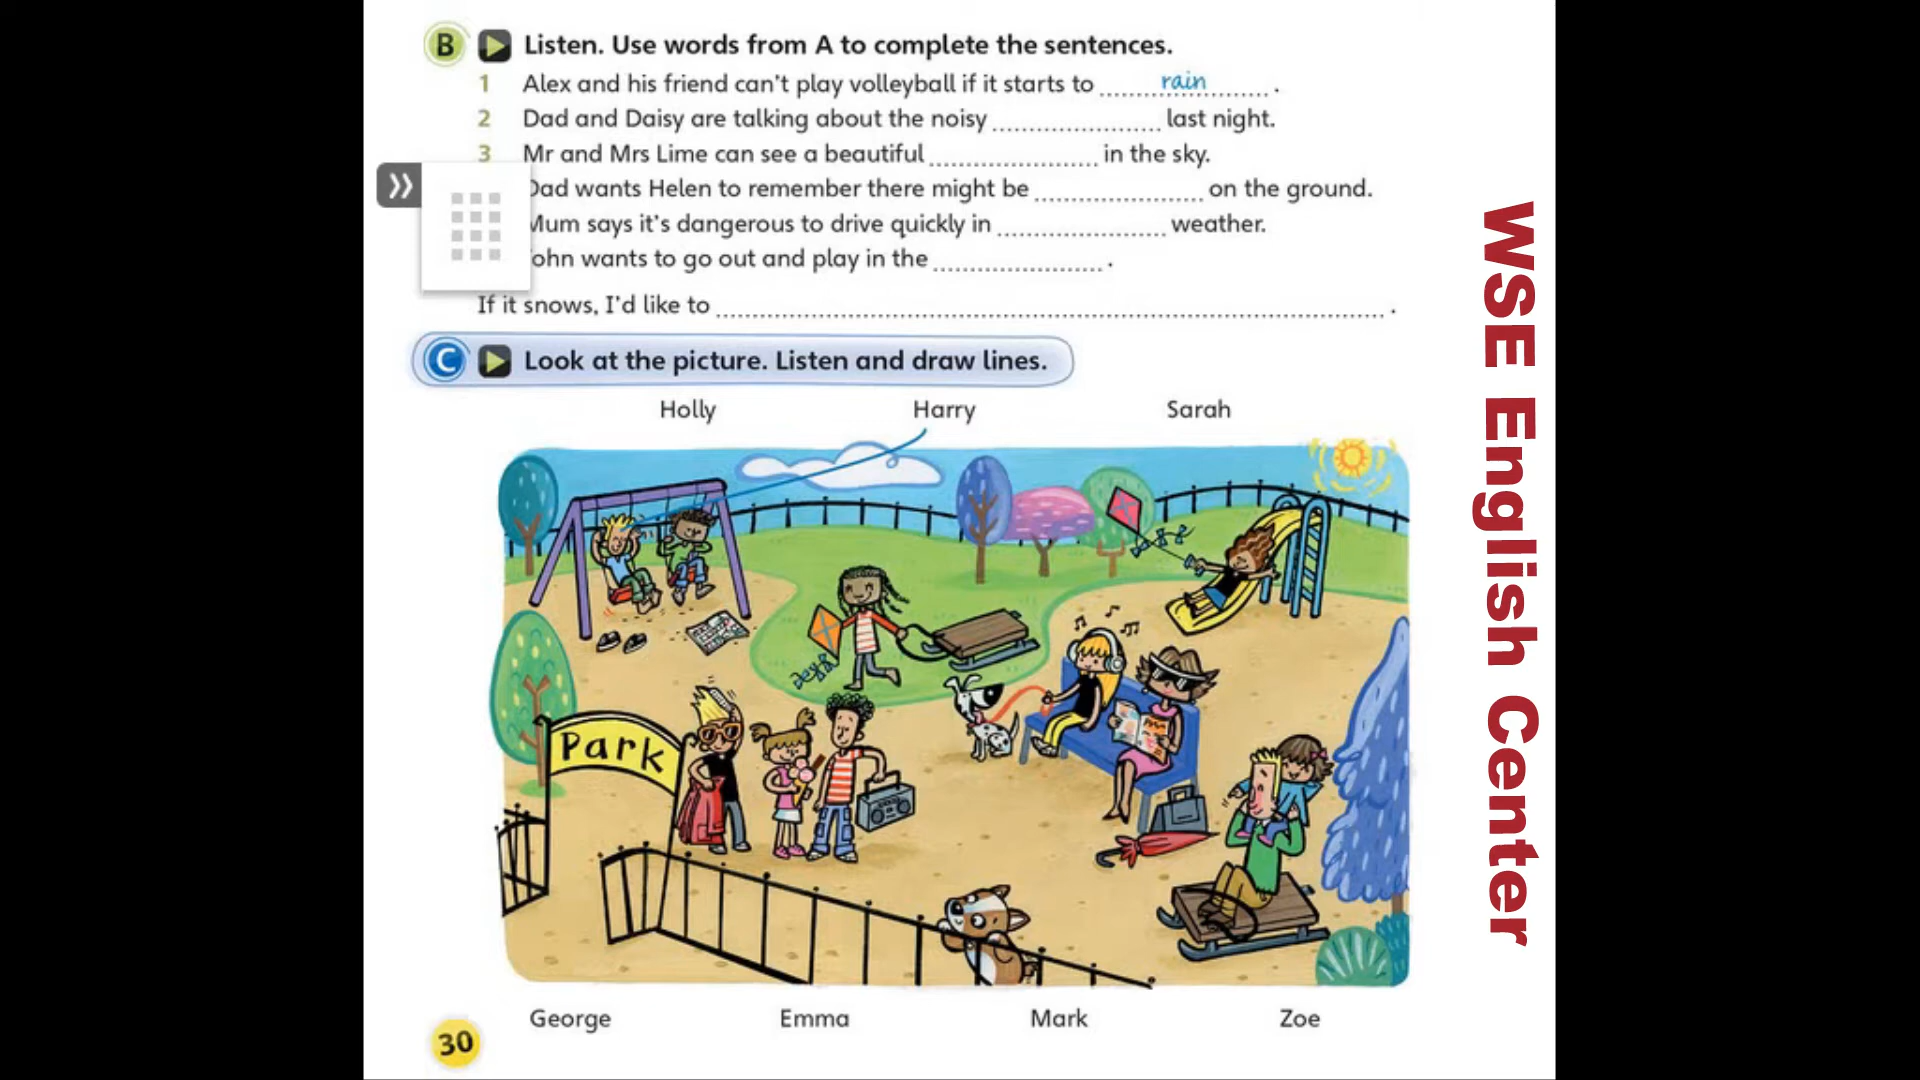 B Listen. Use words from A to complete the sentences.
1 Alex and his friend can't play volleyball if it starts to rain .
2 Dad and Daisy are talking about the noisy .................... last night.
3 Mr and Mrs Lime can see a beautiful .................... in the sky.
Dad wants Helen to remember there might be .................... on the ground.
Mum says it's dangerous to drive quickly in .................... weather.
John wants to go out and play in the .................... .
If it snows, I'd like to .................... .
C Look at the picture. Listen and draw lines.
Holly Harry Sarah
Park
George Emma Mark Zoe
30
WSE English Center